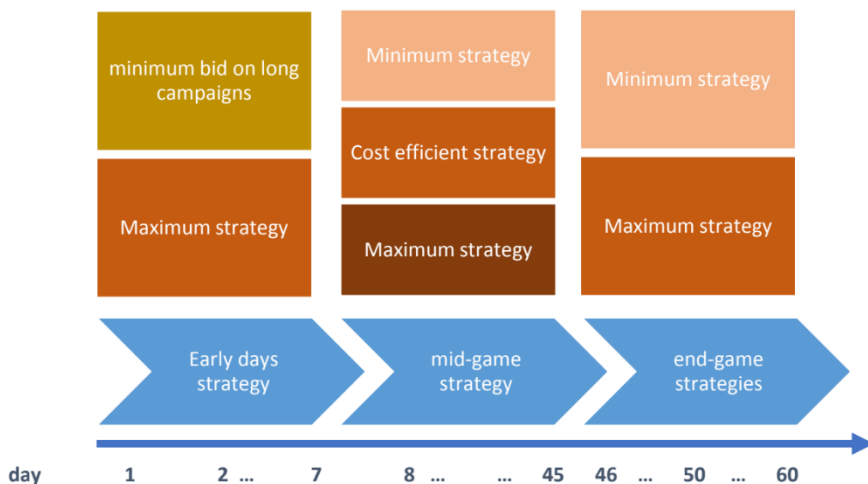 minimum bid on long
campaigns
Maximum strategy
Minimum strategy
Cost efficient strategy
Maximum strategy
Minimum strategy
Maximum strategy
Early days
strategy
mid-game
strategy
end-game
strategies
day 1 2 ... 7 8 ... ... 45 46 ... 50 ... 60